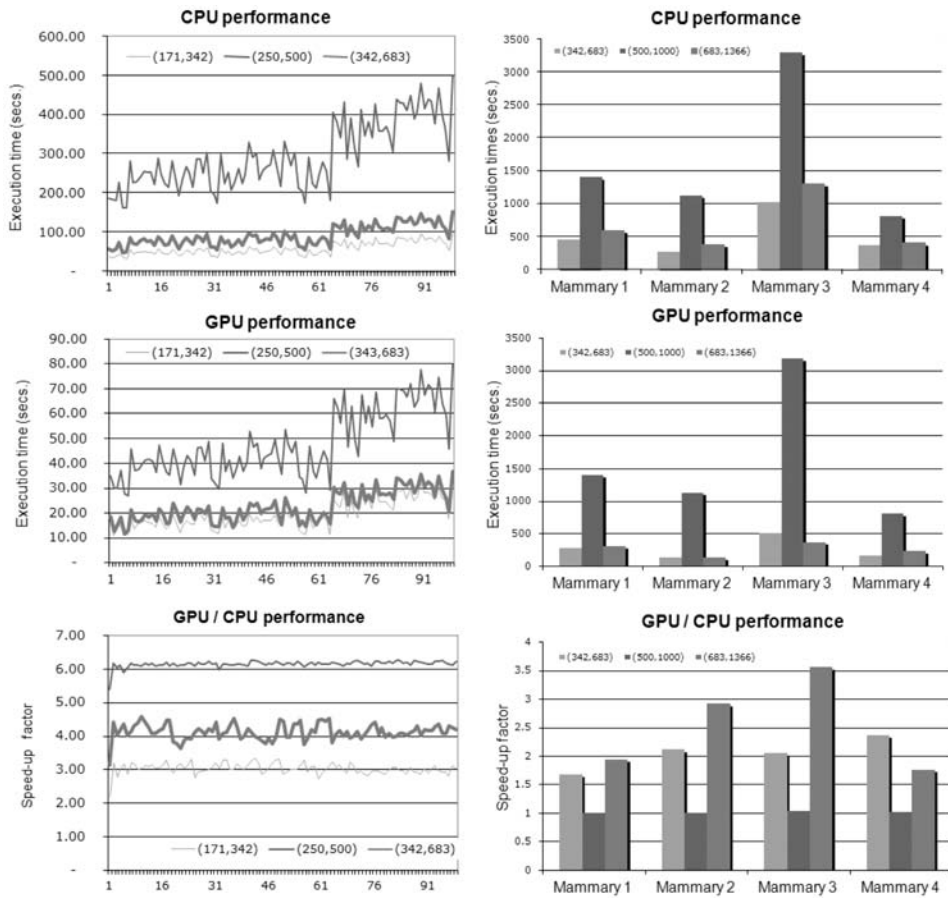 CPU performance
600.00
500.00
400.00
300.00
200.00
100.00
-
Execution time (secs.)
(171,342) (250,500) (342,683)
1 16 31 46 61 76 91
CPU performance
3500
3000
2500
2000
1500
1000
500
0
Execution times (secs.)
(342,683) (500,1000) (683,1366)
Mammary 1 Mammary 2 Mammary 3 Mammary 4
GPU performance
90.00
80.00
70.00
60.00
50.00
40.00
30.00
20.00
10.00
-
Execution time (secs.)
(171,342) (250,500) (343,683)
1 16 31 46 61 76 91
GPU performance
3500
3000
2500
2000
1500
1000
500
0
Execution time (secs.)
(342,683) (500,1000) (683,1366)
Mammary 1 Mammary 2 Mammary 3 Mammary 4
GPU / CPU performance
7.00
6.00
5.00
4.00
3.00
2.00
1.00
-
Speed-up factor
(171,342) (250,500) (342,683)
1 16 31 46 61 76 91
GPU / CPU performance
4
3.5
3
2.5
2
1.5
1
0.5
0
Speed-up factor
(342,683) (500,1000) (683,1366)
Mammary 1 Mammary 2 Mammary 3 Mammary 4